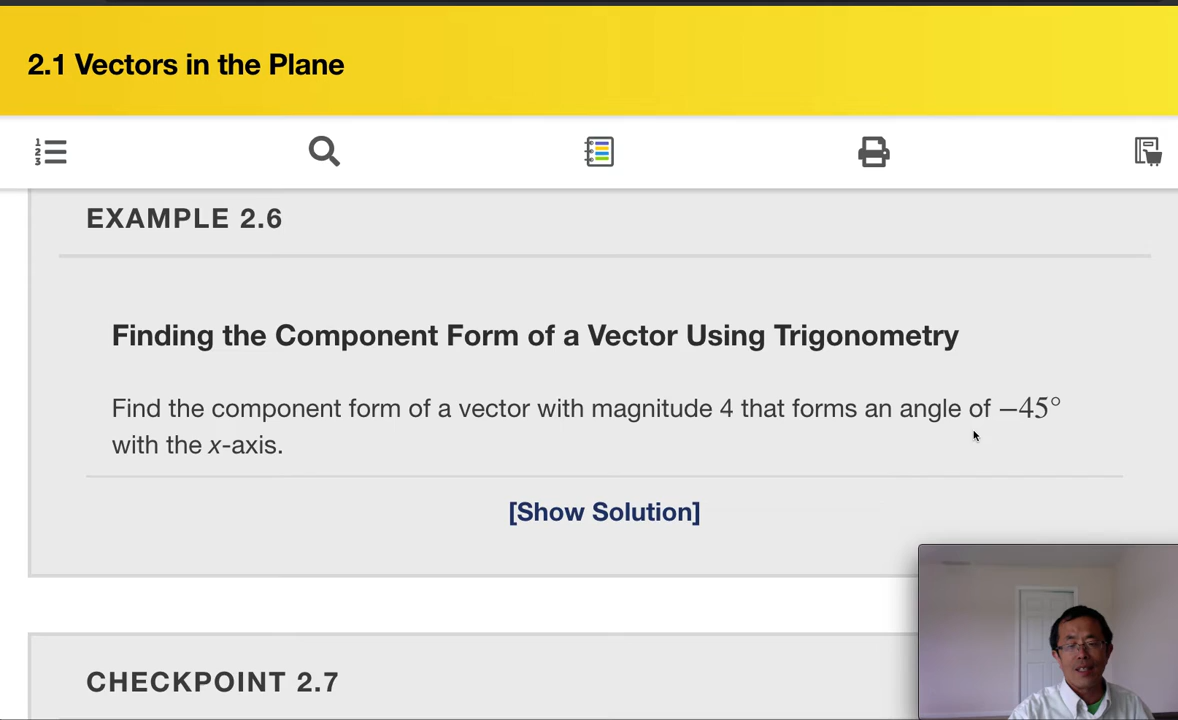 2.1 Vectors in the Plane
EXAMPLE 2.6
Finding the Component Form of a Vector Using Trigonometry
Find the component form of a vector with magnitude 4 that forms an angle of −45°
with the x-axis.
[Show Solution]
CHECKPOINT 2.7